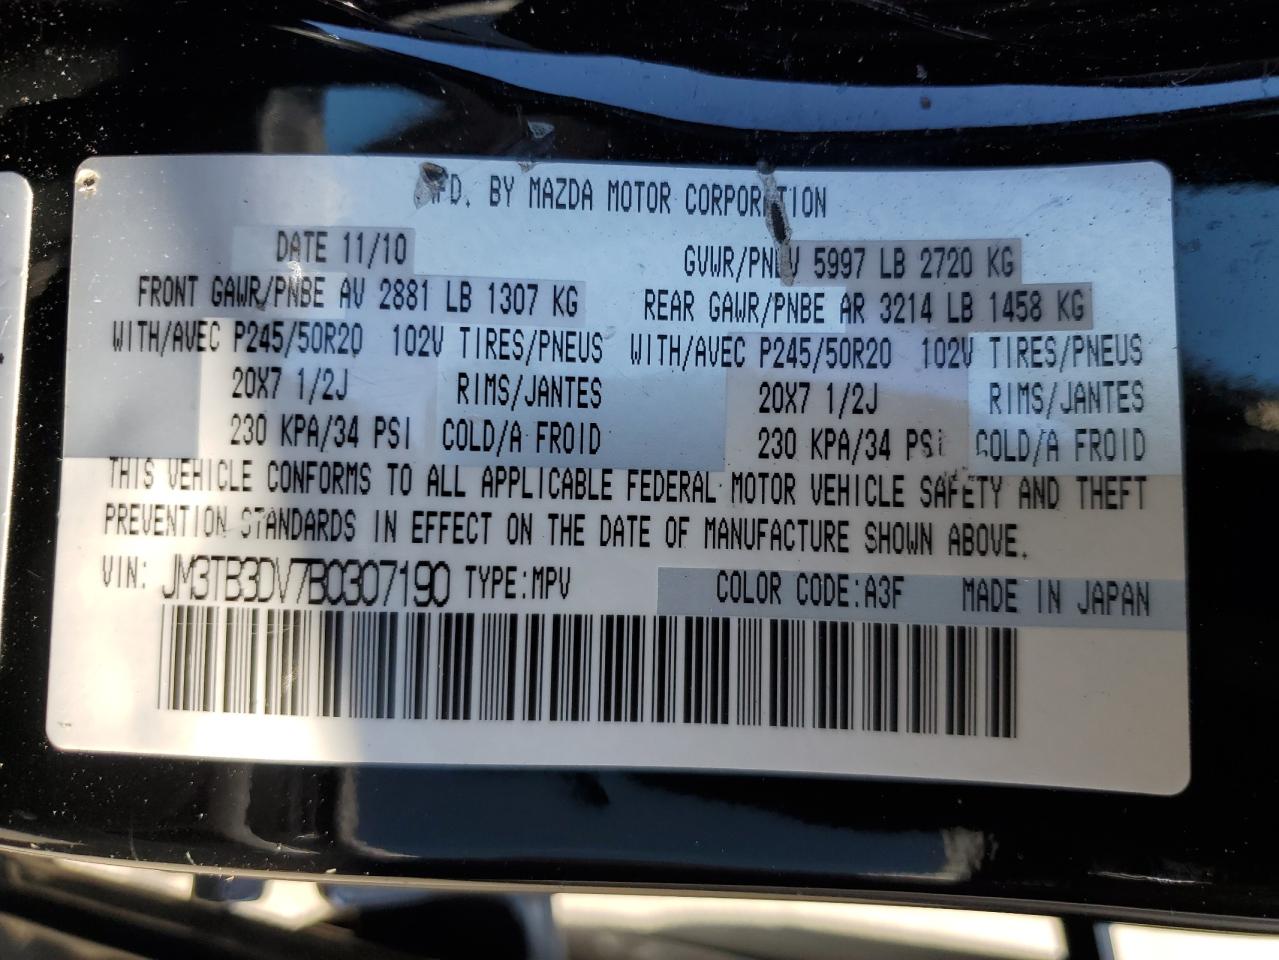 MFD. BY MAZDA MOTOR CORPORATION
DATE 11/10 GVWR/PNBV 5997 LB 2720 KG
FRONT GAWR/PNBE AV 2881 LB 1307 KG REAR GAWR/PNBE AR 3214 LB 1458 KG
WITH/AVEC P245/50R20 102V TIRES/PNEUS WITH/AVEC P245/50R20 102V TIRES/PNEUS
20X7 1/2J RIMS/JANTES 20X7 1/2J RIMS/JANTES
230 KPA/34 PSI COLD/A FROID 230 KPA/34 PSI COLD/A FROID
THIS VEHICLE CONFORMS TO ALL APPLICABLE FEDERAL MOTOR VEHICLE SAFETY AND THEFT
PREVENTION STANDARDS IN EFFECT ON THE DATE OF MANUFACTURE SHOWN ABOVE.
VIN: JM3TB3DV7B0307190 TYPE:MPV COLOR CODE:A3F MADE IN JAPAN